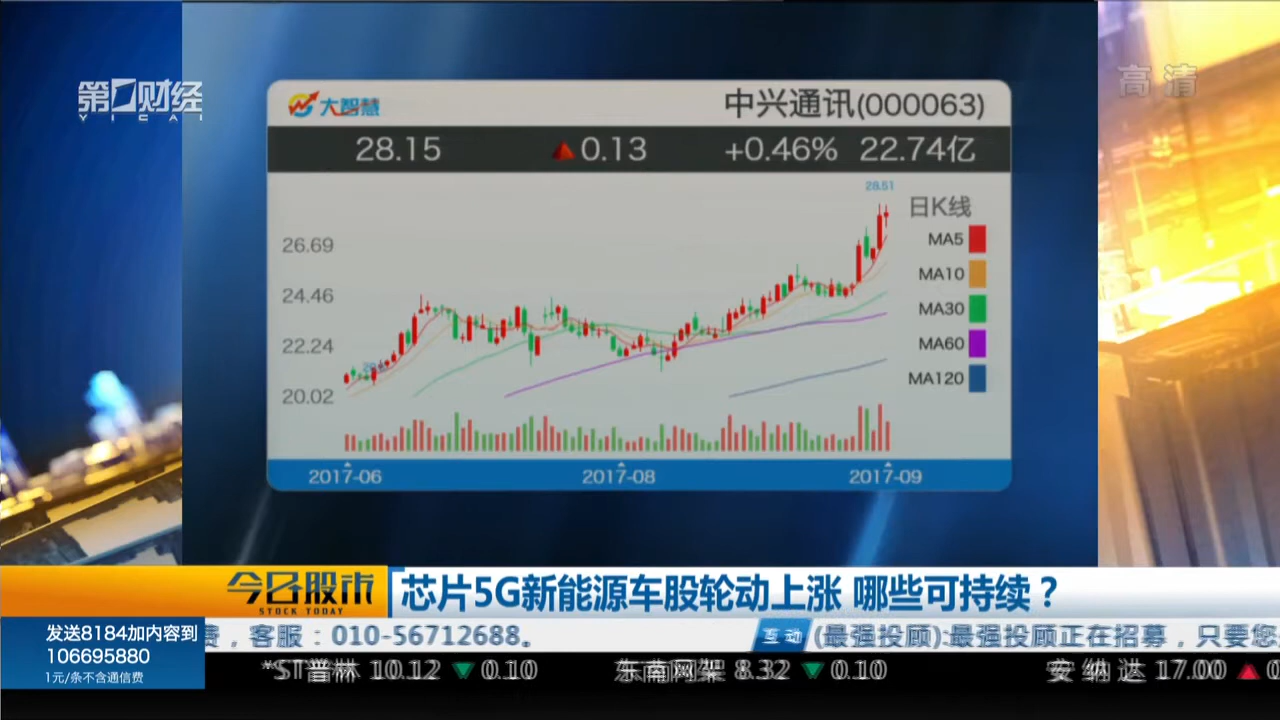 第一财经
YICAI
高清
大智慧
中兴通讯(000063)
28.15 ▲ 0.13 +0.46% 22.74亿
28.51
日K线
MA5
MA10
MA30
MA60
MA120
26.69
24.46
22.24
20.02
2017-06 2017-08 2017-09
今日股市
STOCK TODAY
芯片5G新能源车股轮动上涨 哪些可持续？
发送8184加内容到
106695880
1元/条不含通信费
费，客服：010-56712688。 互动 (最强投顾):最强投顾正在招募，只要您
*ST普林 10.12 ▼ 0.10 东南网架 8.32 ▼ 0.10 安纳达 17.00 ▲